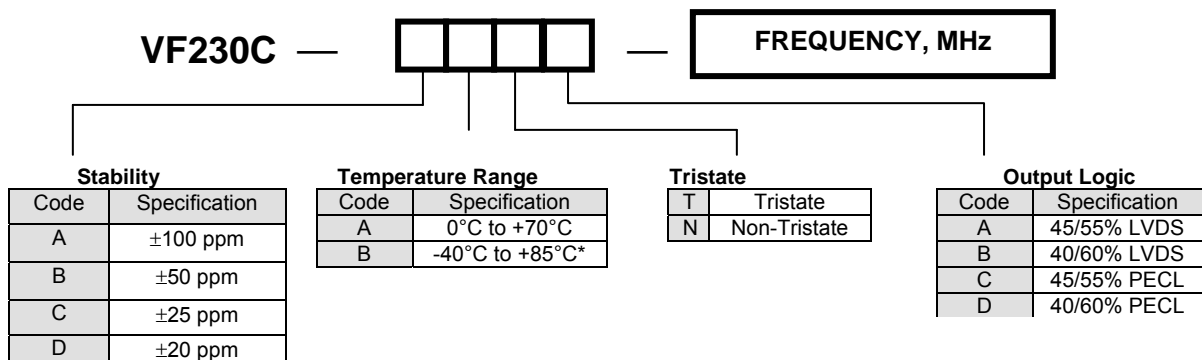 VF230C — — FREQUENCY, MHz
Stability
Code Specification
A ±100 ppm
B ±50 ppm
C ±25 ppm
D ±20 ppm
Temperature Range
Code Specification
A 0°C to +70°C
B -40°C to +85°C*
Tristate
T Tristate
N Non-Tristate
Output Logic
Code Specification
A 45/55% LVDS
B 40/60% LVDS
C 45/55% PECL
D 40/60% PECL